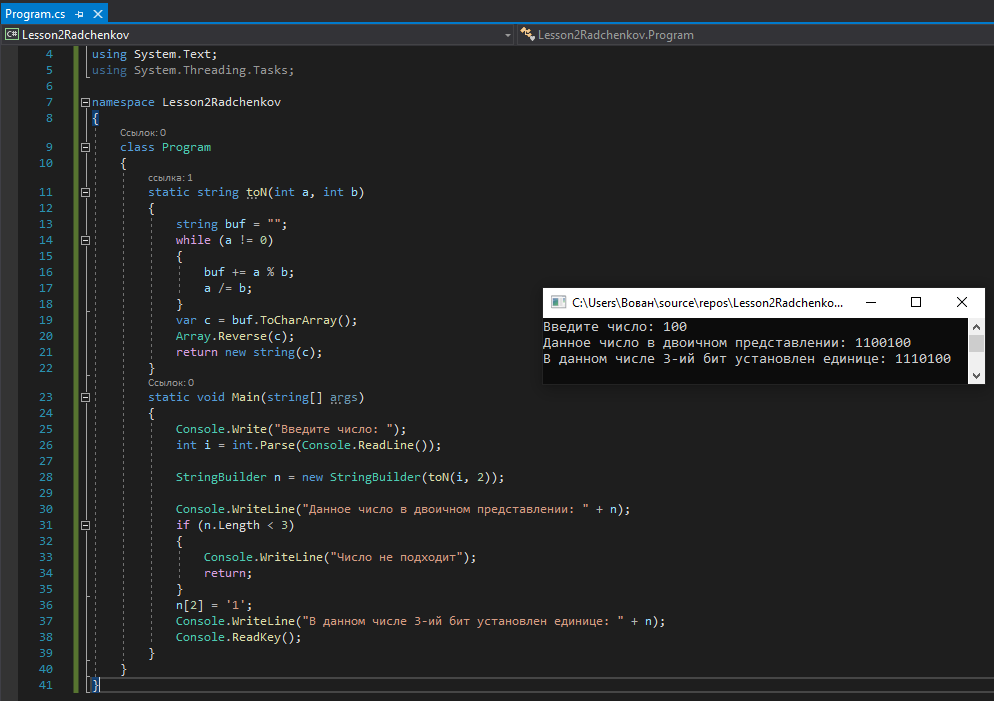 Program.cs
Lesson2Radchenkov
Lesson2Radchenkov.Program
4 using System.Text;
5 using System.Threading.Tasks;
6
7 namespace Lesson2Radchenkov
8 {
Ссылок: 0
9 class Program
10 {
ссылка: 1
11 static string toN(int a, int b)
12 {
13 string buf = "";
14 while (a != 0)
15 {
16 buf += a % b;
17 a /= b;
18 }
19 var c = buf.ToCharArray();
20 Array.Reverse(c);
21 return new string(c);
22 }
Ссылок: 0
23 static void Main(string[] args)
24 {
25 Console.Write("Введите число: ");
26 int i = int.Parse(Console.ReadLine());
27
28 StringBuilder n = new StringBuilder(toN(i, 2));
29
30 Console.WriteLine("Данное число в двоичном представлении: " + n);
31 if (n.Length < 3)
32 {
33 Console.WriteLine("Число не подходит");
34 return;
35 }
36 n[2] = '1';
37 Console.WriteLine("В данном числе 3-ий бит установлен единице: " + n);
38 Console.ReadKey();
39 }
40 }
41 }
C:\Users\Вован\source\repos\Lesson2Radchenko...
Введите число: 100
Данное число в двоичном представлении: 1100100
В данном числе 3-ий бит установлен единице: 1110100